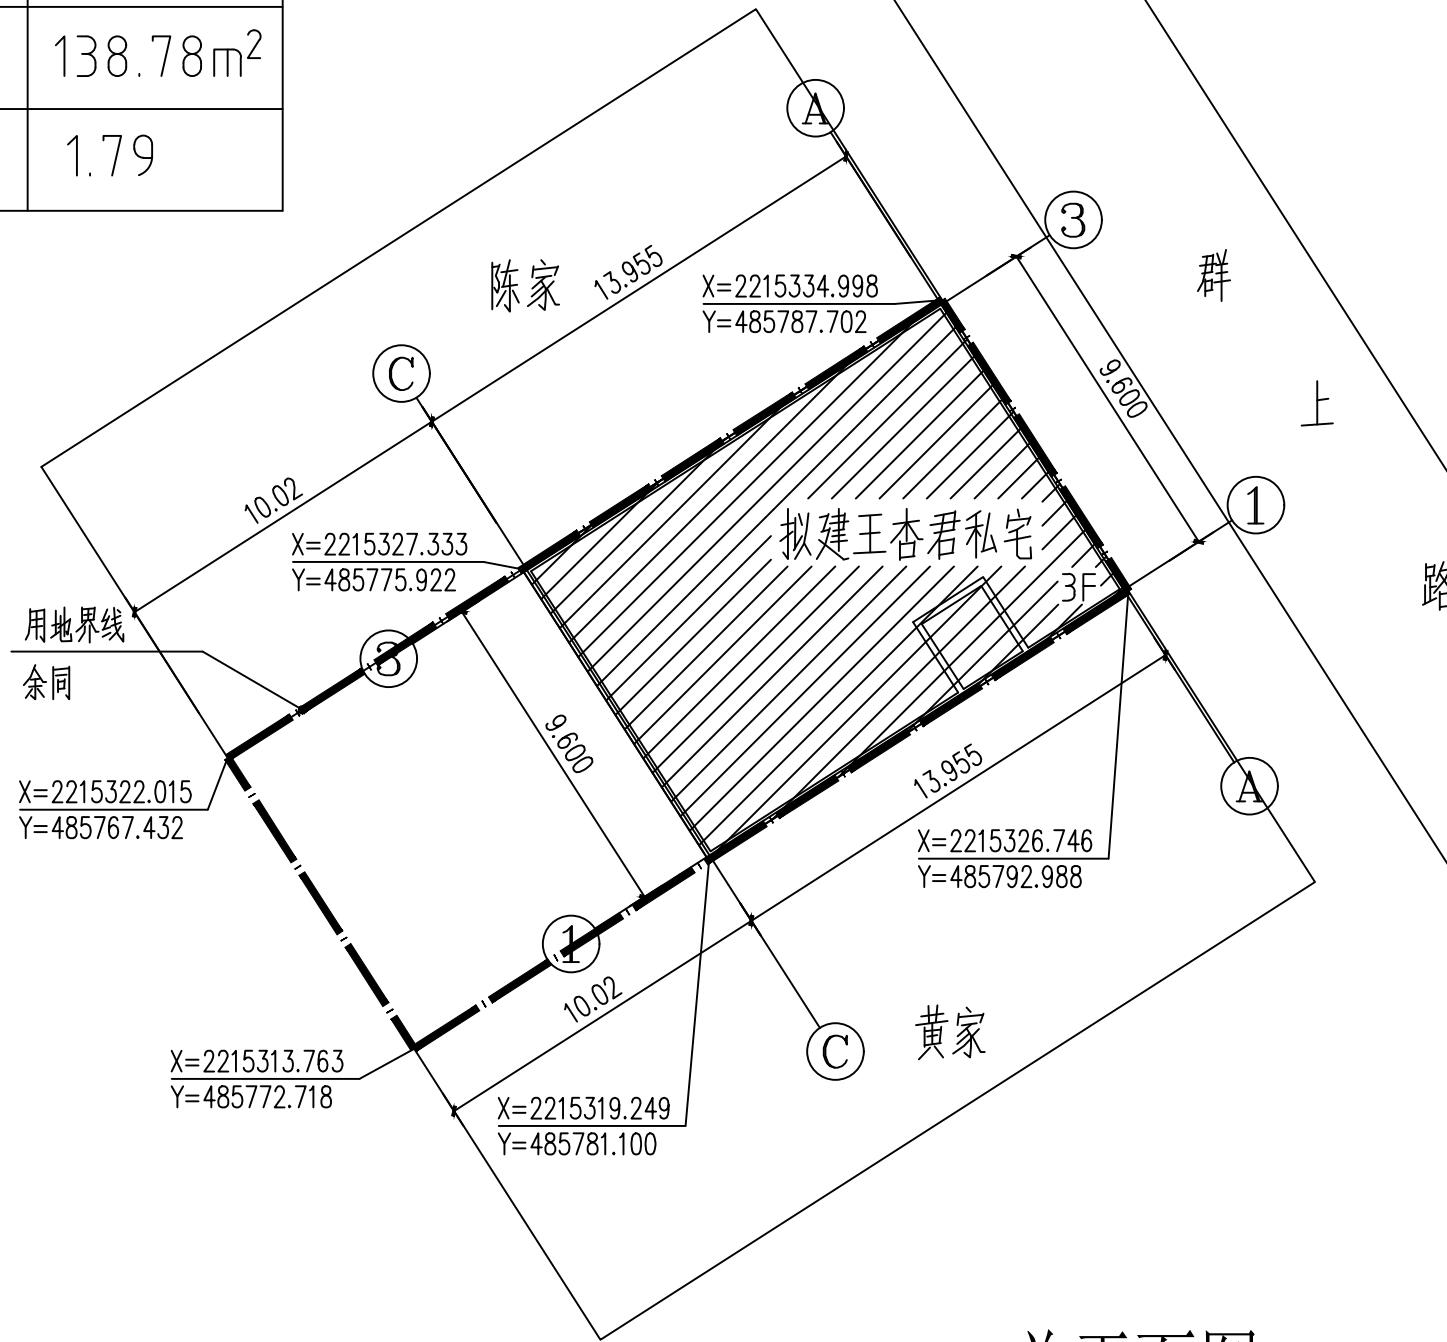 138.78m²
1.79
A
3
陈家
13.955
X=2215334.998
Y=485787.702
群
C
9.600
上
10.02
1
拟建王杏君私宅
X=2215327.333
Y=485775.922
3F
路
用地界线
余同
3
9.600
13.955
A
X=2215322.015
Y=485767.432
X=2215326.746
Y=485792.988
1
10.02
C
黄家
X=2215313.763
Y=485772.718
X=2215319.249
Y=485781.100